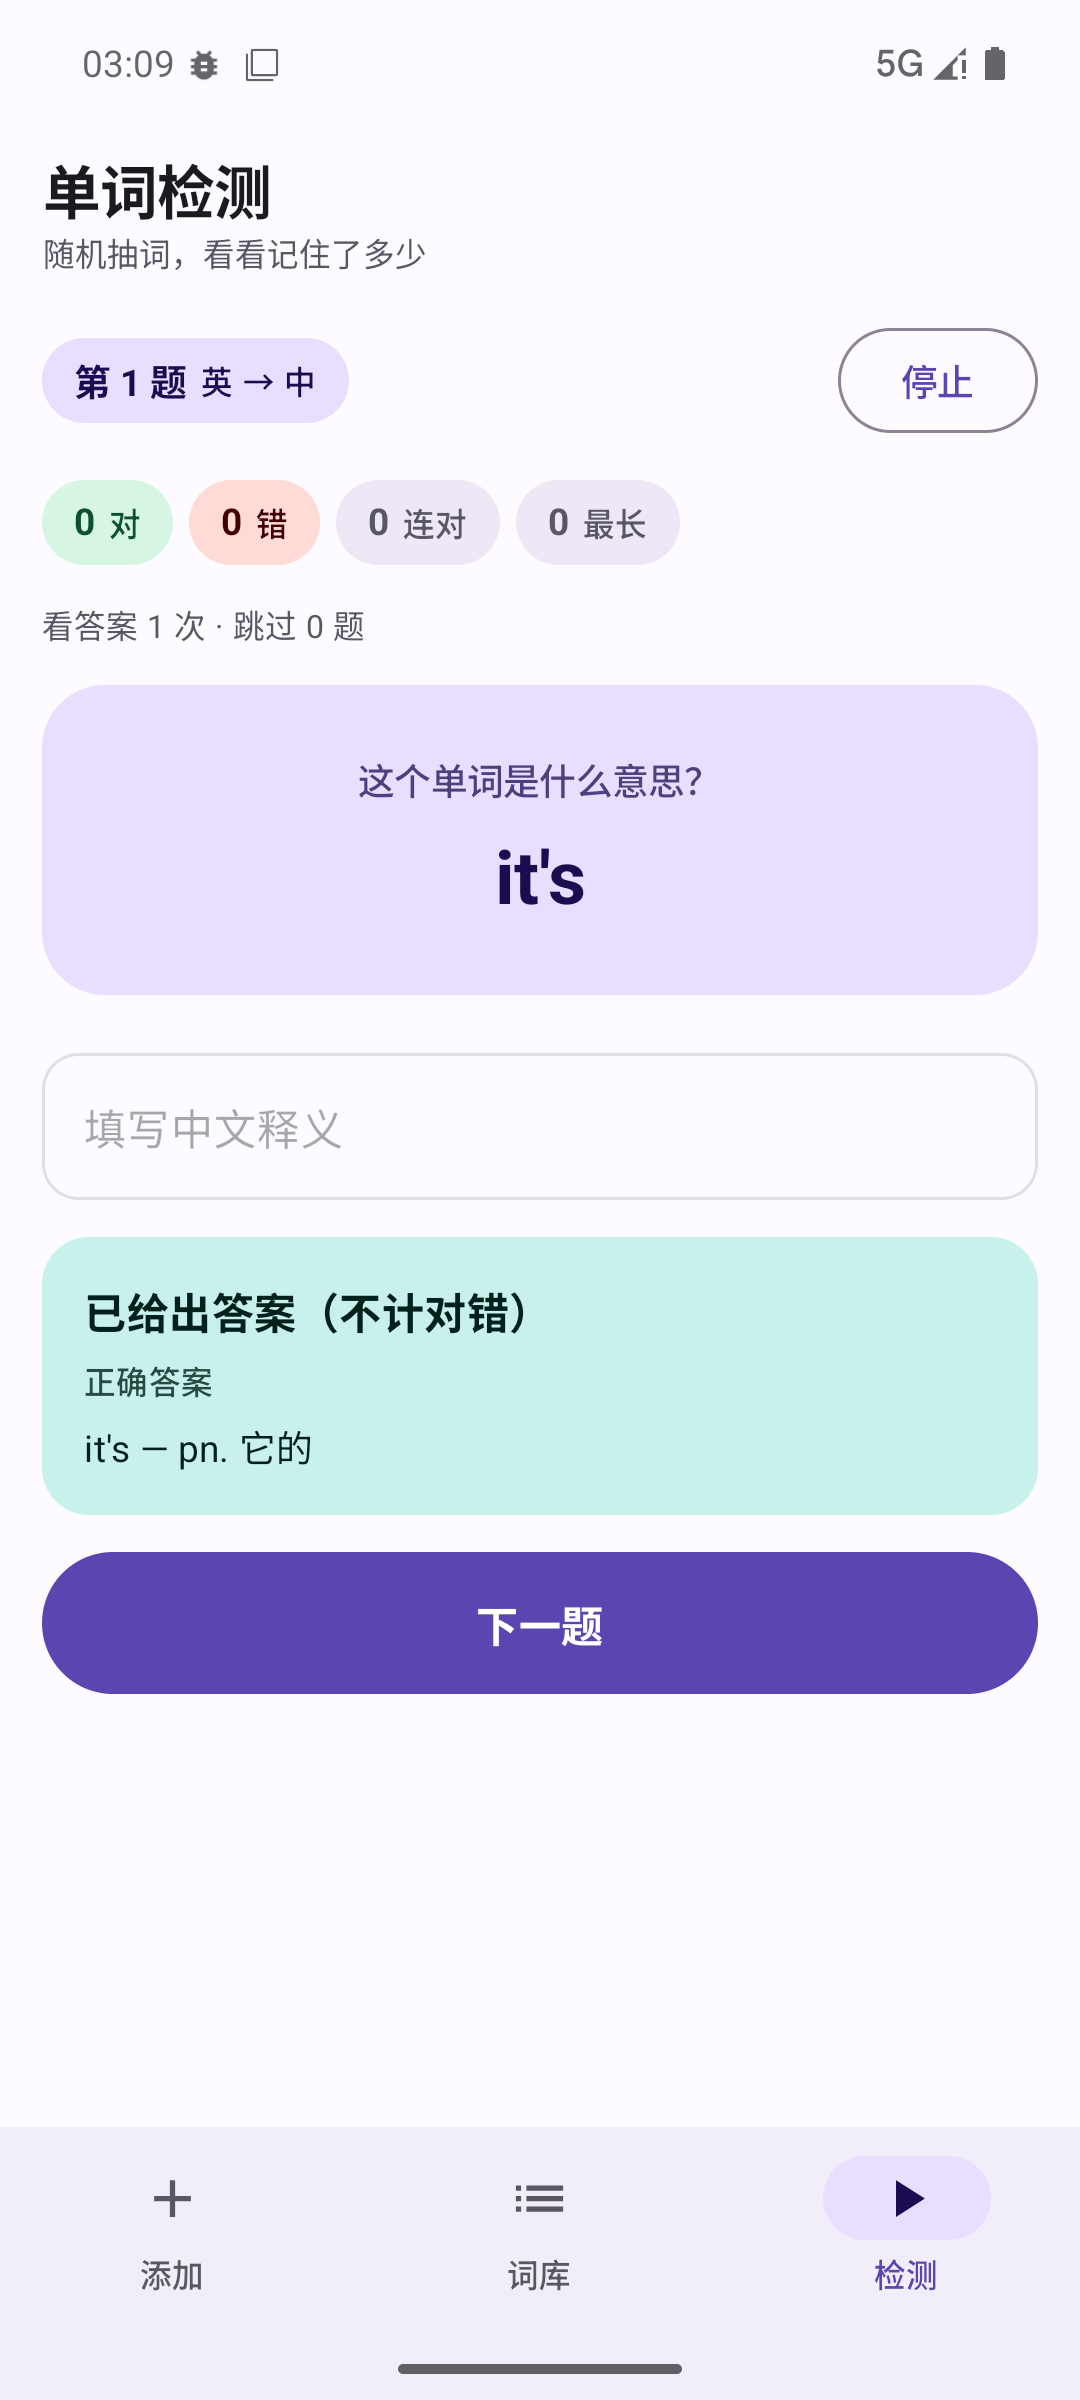 03:09
5G
单词检测
随机抽词，看看记住了多少
第 1 题 英 → 中
停止
0 对
0 错
0 连对
0 最长
看答案 1 次 · 跳过 0 题
这个单词是什么意思？
it's
填写中文释义
已给出答案（不计对错）
正确答案
it's — pn. 它的
下一题
添加
词库
检测